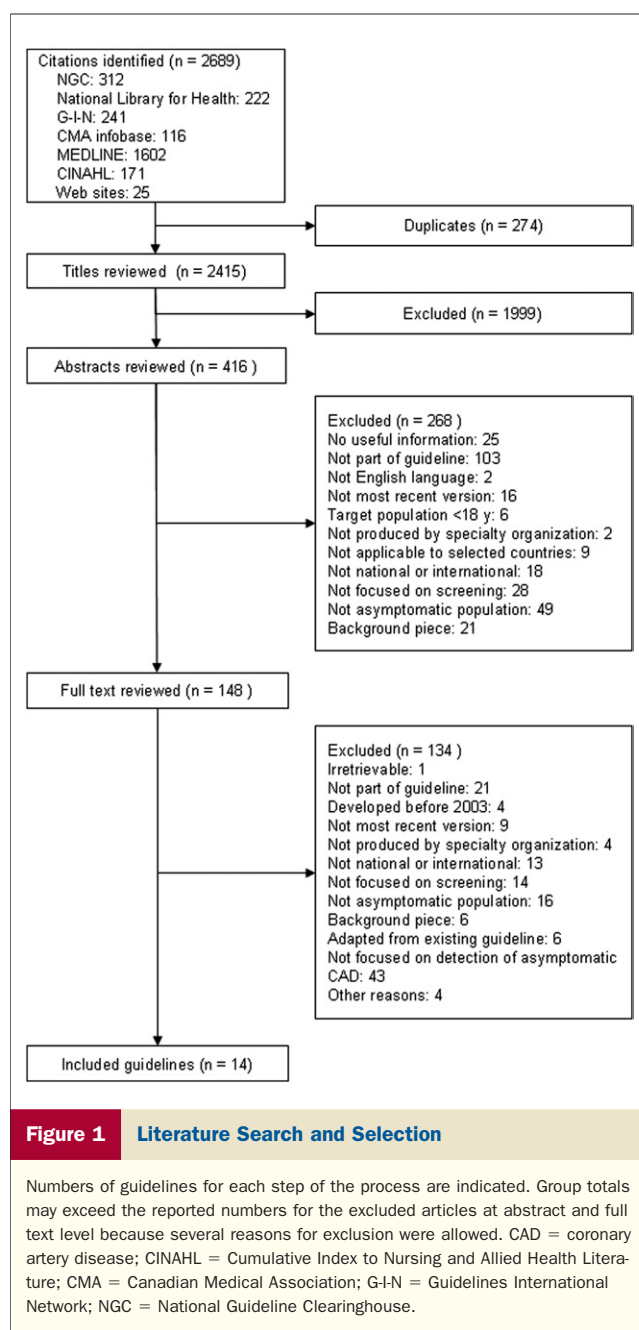 Citations identified (n = 2689)
NGC: 312
National Library for Health: 222
G-I-N: 241
CMA infobase: 116
MEDLINE: 1602
CINAHL: 171
Web sites: 25
Duplicates (n = 274)
Titles reviewed (n = 2415)
Excluded (n = 1999)
Abstracts reviewed (n = 416 )
Excluded (n = 268 )
No useful information: 25
Not part of guideline: 103
Not English language: 2
Not most recent version: 16
Target population <18 y: 6
Not produced by specialty organization: 2
Not applicable to selected countries: 9
Not national or international: 18
Not focused on screening: 28
Not asymptomatic population: 49
Background piece: 21
Full text reviewed (n = 148 )
Excluded (n = 134 )
Irretrievable: 1
Not part of guideline: 21
Developed before 2003: 4
Not most recent version: 9
Not produced by specialty organization: 4
Not national or international: 13
Not focused on screening: 14
Not asymptomatic population: 16
Background piece: 6
Adapted from existing guideline: 6
Not focused on detection of asymptomatic
CAD: 43
Other reasons: 4
Included guidelines (n = 14)
Figure 1 Literature Search and Selection
Numbers of guidelines for each step of the process are indicated. Group totals
may exceed the reported numbers for the excluded articles at abstract and full
text level because several reasons for exclusion were allowed. CAD = coronary
artery disease; CINAHL = Cumulative Index to Nursing and Allied Health Litera-
ture; CMA = Canadian Medical Association; G-I-N = Guidelines International
Network; NGC = National Guideline Clearinghouse.